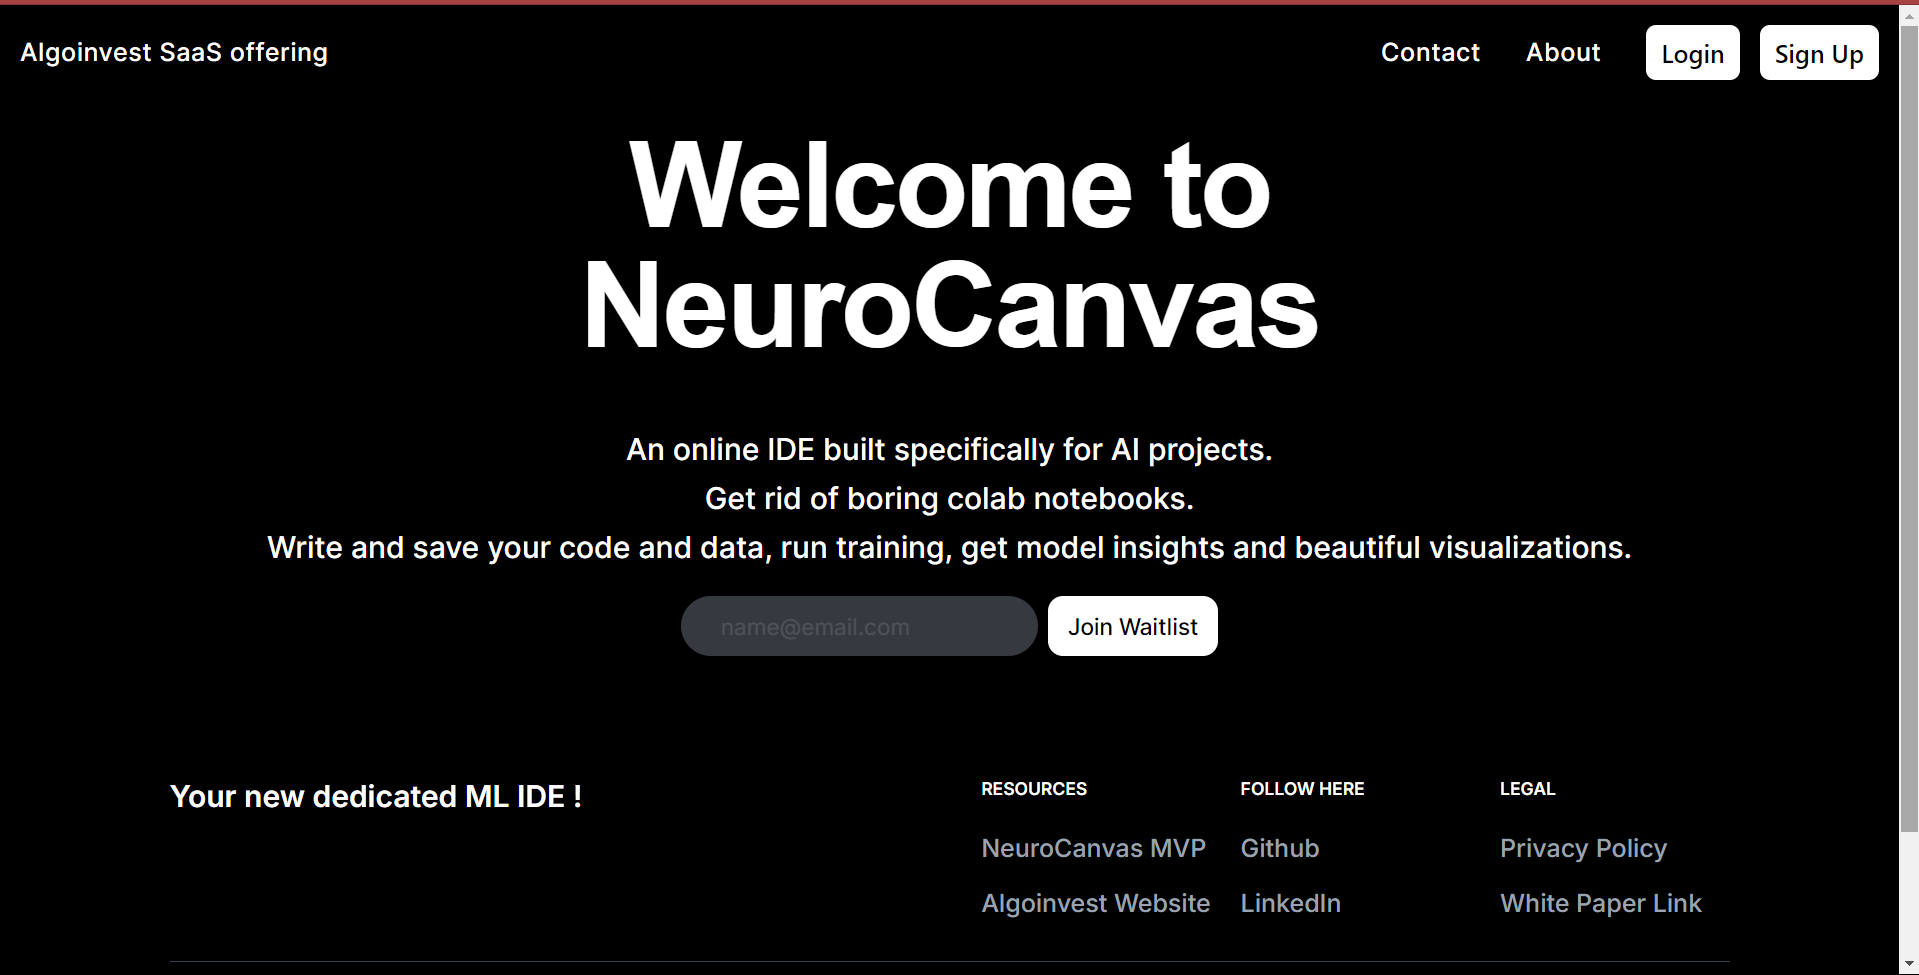 Algoinvest SaaS offering
Contact
About
Login
Sign Up
Welcome to
NeuroCanvas
An online IDE built specifically for AI projects.
Get rid of boring colab notebooks.
Write and save your code and data, run training, get model insights and beautiful visualizations.
name@email.com
Join Waitlist
Your new dedicated ML IDE !
RESOURCES
NeuroCanvas MVP
Algoinvest Website
FOLLOW HERE
Github
LinkedIn
LEGAL
Privacy Policy
White Paper Link